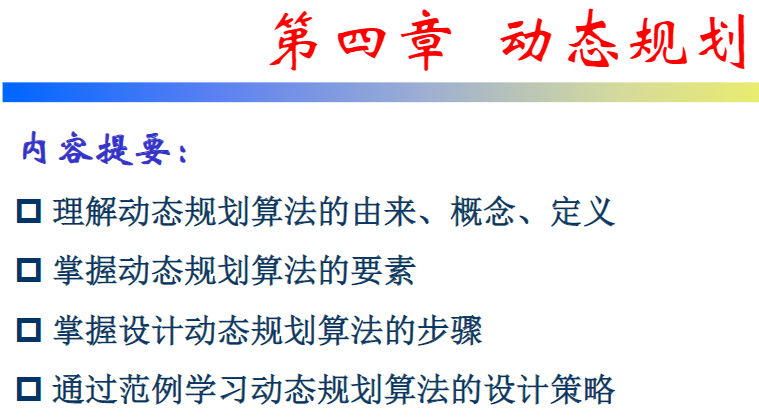 第四章 动态规划
内容提要：
理解动态规划算法的由来、概念、定义
掌握动态规划算法的要素
掌握设计动态规划算法的步骤
通过范例学习动态规划算法的设计策略